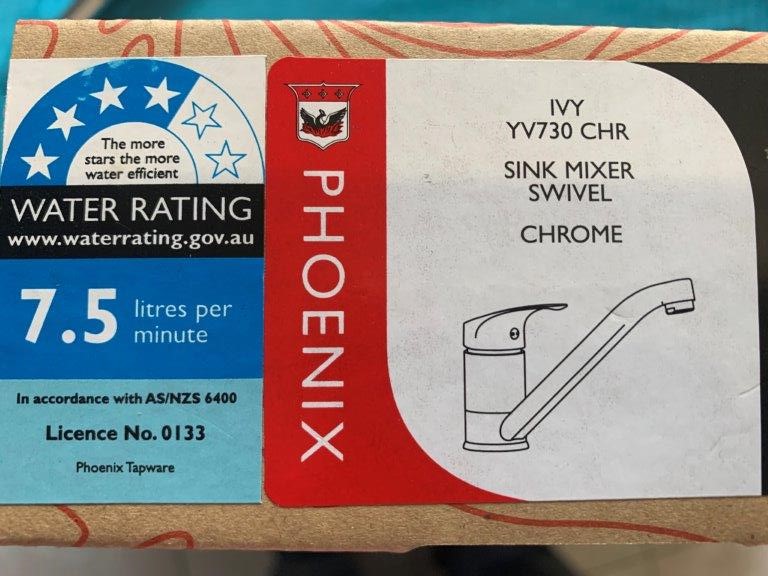 The more
stars the more
water efficient
WATER RATING
www.waterrating.gov.au
7.5 litres per
minute
In accordance with AS/NZS 6400
Licence No. 0133
Phoenix Tapware
PHOENIX
IVY
YV730 CHR
SINK MIXER
SWIVEL
CHROME